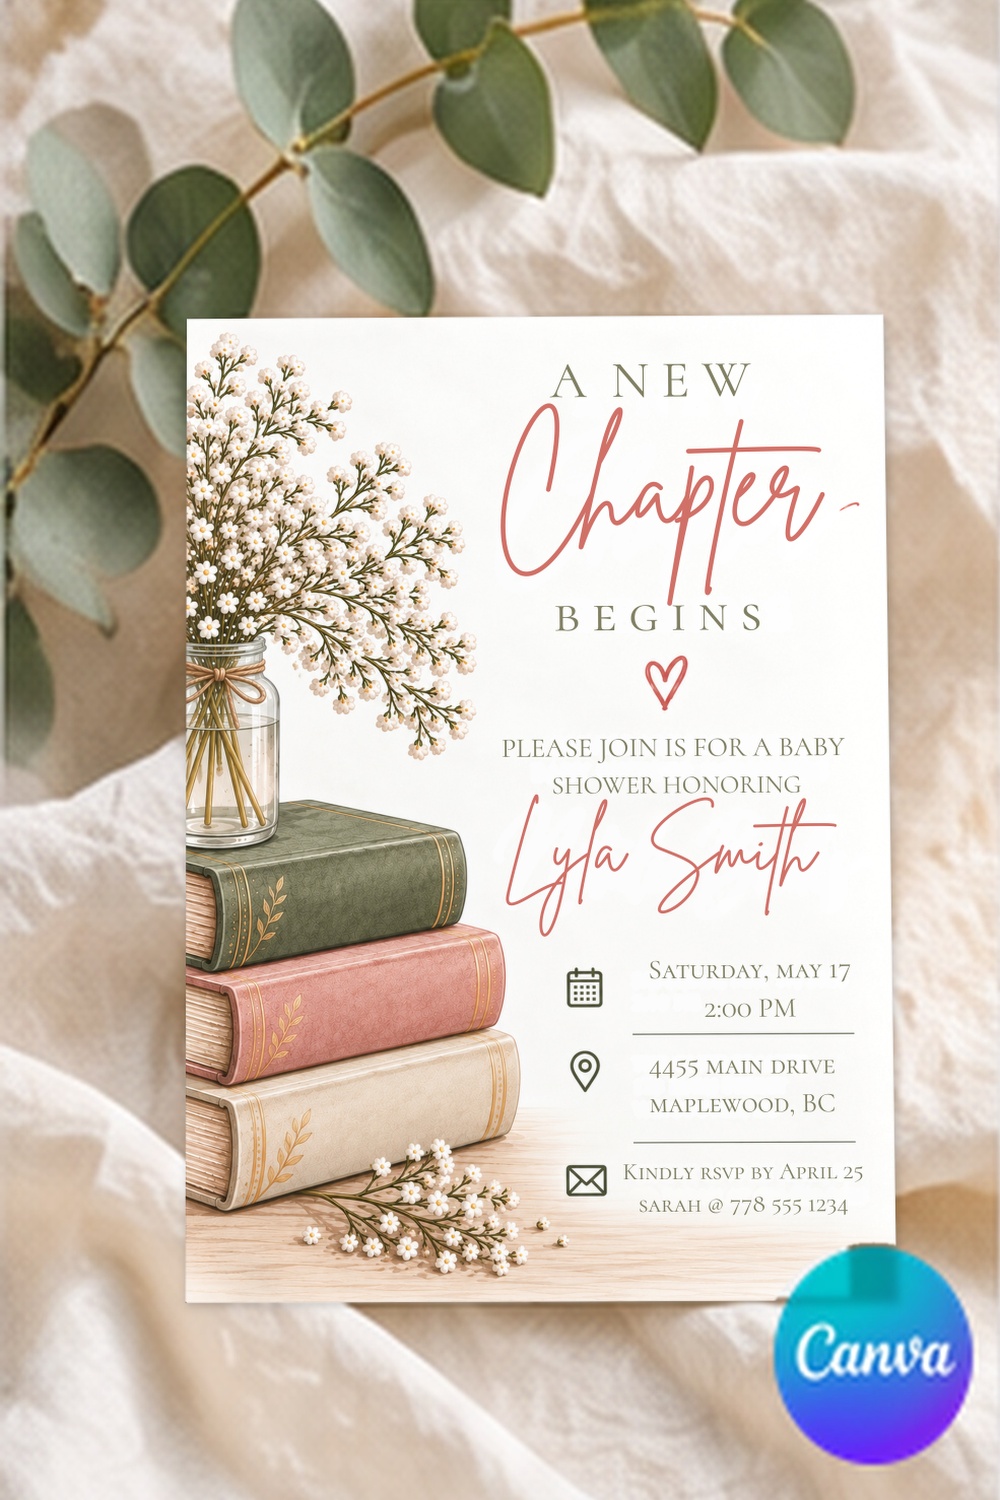 A NEW
Chapter
BEGINS
PLEASE JOIN IS FOR A BABY
SHOWER HONORING
Lyla Smith
SATURDAY, MAY 17
2:00 PM
4455 MAIN DRIVE
MAPLEWOOD, BC
KINDLY RSVP BY APRIL 25
SARAH @ 778 555 1234
Canva